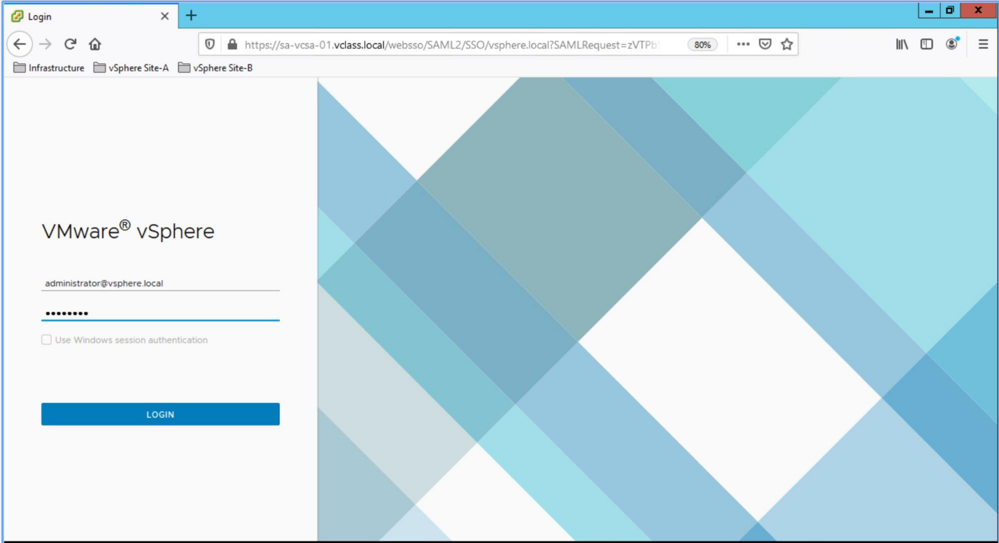 Login
https://sa-vcsa-01.vclass.local/websso/SAML2/SSO/vsphere.local?SAMLRequest=zVTPb
80%
Infrastructure vSphere Site-A vSphere Site-B
VMware® vSphere
administrator@vsphere.local
••••••••
Use Windows session authentication
LOGIN